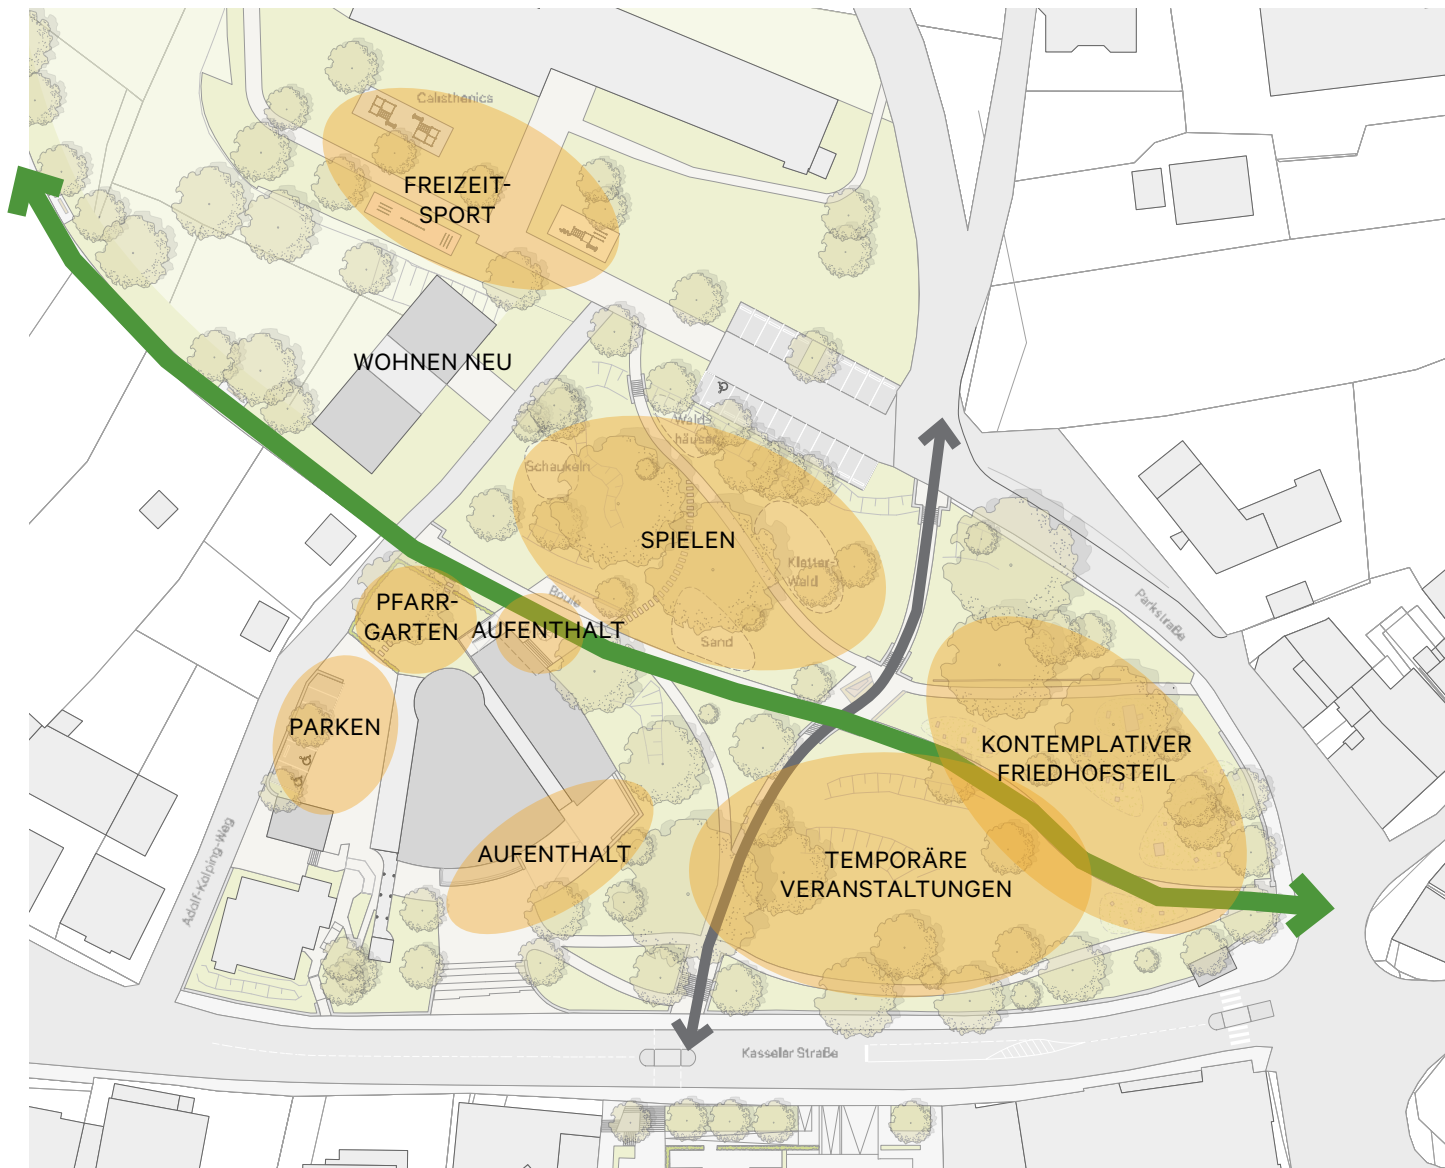 Calisthenics
FREIZEIT-
SPORT
WOHNEN NEU
Wald-
häuser
Schaukeln
SPIELEN
Kletter-
Wald
Boule
Sand
PFARR-
GARTEN
AUFENTHALT
Parkstraße
PARKEN
KONTEMPLATIVER
FRIEDHOFSTEIL
AUFENTHALT
TEMPORÄRE
VERANSTALTUNGEN
Adolf-Kolping-Weg
Kasseler Straße